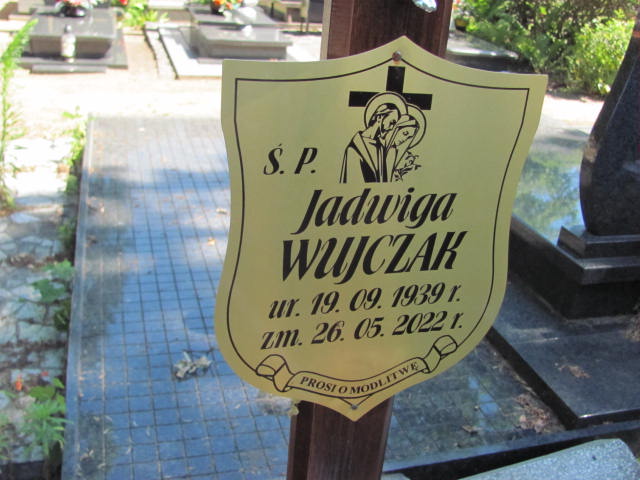 Ś. P.
Jadwiga
WUJCZAK
ur. 19. 09. 1939 r.
zm. 26. 05. 2022 r.
PROSI O MODLITWĘ